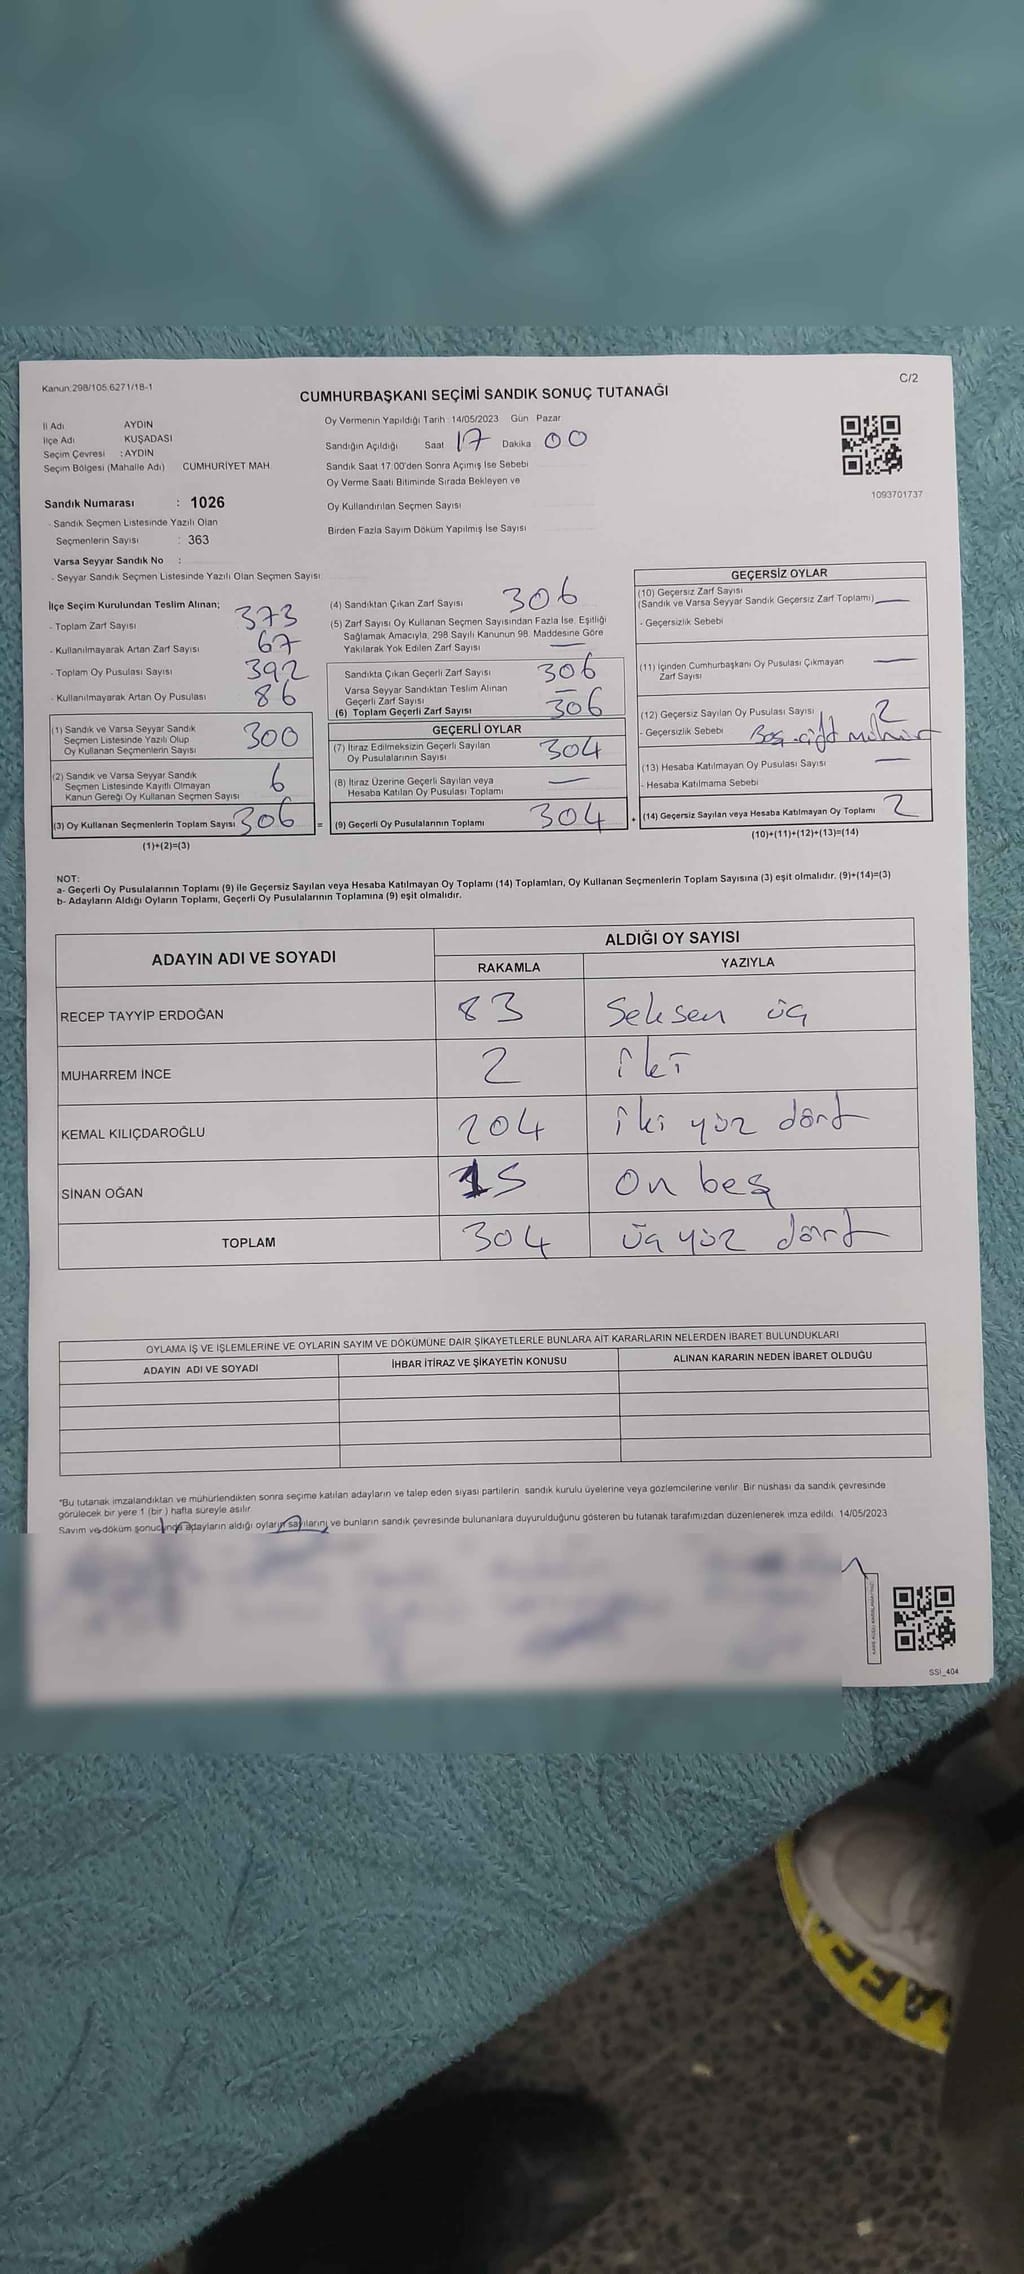 Kanun:298/105.6271/18-1
C/2
CUMHURBAŞKANI SEÇİMİ SANDIK SONUÇ TUTANAĞI
İl Adı AYDIN
İlçe Adı KUŞADASI
Seçim Çevresi : AYDIN
Seçim Bölgesi (Mahalle Adı) CUMHURİYET MAH.
Oy Vermenin Yapıldığı Tarih :14/05/2023 Gün Pazar
Sandığın Açıldığı Saat 17 Dakika 00
Sandık Saat 17:00'den Sonra Açımış İse Sebebi
Oy Verme Saati Bitiminde Sırada Bekleyen ve
Oy Kullandırılan Seçmen Sayısı
Birden Fazla Sayım Döküm Yapılmış İse Sayısı
1093701737
Sandık Numarası : 1026
- Sandık Seçmen Listesinde Yazılı Olan
Seçmenlerin Sayısı : 363
Varsa Seyyar Sandık No :
- Seyyar Sandık Seçmen Listesinde Yazılı Olan Seçmen Sayısı:
İlçe Seçim Kurulundan Teslim Alınan;
- Toplam Zarf Sayısı 373
- Kullanılmayarak Artan Zarf Sayısı 67
- Toplam Oy Pusulası Sayısı 392
- Kullanılmayarak Artan Oy Pusulası 86
(1) Sandık ve Varsa Seyyar Sandık
Seçmen Listesinde Yazılı Olup
Oy Kullanan Seçmenlerin Sayısı 300
(2) Sandık ve Varsa Seyyar Sandık
Seçmen Listesinde Kayıtlı Olmayan
Kanun Gereği Oy Kullanan Seçmen Sayısı 6
(3) Oy Kullanan Seçmenlerin Toplam Sayısı 306 =
(1)+(2)=(3)
(4) Sandıktan Çıkan Zarf Sayısı 306
(5) Zarf Sayısı Oy Kullanan Seçmen Sayısından Fazla İse, Eşitliği
Sağlamak Amacıyla, 298 Sayılı Kanunun 98. Maddesine Göre
Yakılarak Yok Edilen Zarf Sayısı —
Sandıkta Çıkan Geçerli Zarf Sayısı 306
Varsa Seyyar Sandıktan Teslim Alınan
Geçerli Zarf Sayısı —
(6) Toplam Geçerli Zarf Sayısı 306
GEÇERLİ OYLAR
(7) İtiraz Edilmeksizin Geçerli Sayılan
Oy Pusulalarının Sayısı 304
(8) İtiraz Üzerine Geçerli Sayılan veya
Hesaba Katılan Oy Pusulası Toplamı —
(9) Geçerli Oy Pusulalarının Toplamı 304 +
GEÇERSİZ OYLAR
(10) Geçersiz Zarf Sayısı
(Sandık ve Varsa Seyyar Sandık Geçersiz Zarf Toplamı) —
- Geçersizlik Sebebi
(11) İçinden Cumhurbaşkanı Oy Pusulası Çıkmayan
Zarf Sayısı —
(12) Geçersiz Sayılan Oy Pusulası Sayısı 2
- Geçersizlik Sebebi Boş-çift mühür
(13) Hesaba Katılmayan Oy Pusulası Sayısı —
- Hesaba Katılmama Sebebi
(14) Geçersiz Sayılan veya Hesaba Katılmayan Oy Toplamı 2
(10)+(11)+(12)+(13)=(14)
NOT:
a- Geçerli Oy Pusulalarının Toplamı (9) ile Geçersiz Sayılan veya Hesaba Katılmayan Oy Toplamı (14) Toplamları, Oy Kullanan Seçmenlerin Toplam Sayısına (3) eşit olmalıdır. (9)+(14)=(3)
b- Adayların Aldığı Oyların Toplamı, Geçerli Oy Pusulalarının Toplamına (9) eşit olmalıdır.
ADAYIN ADI VE SOYADI ALDIĞI OY SAYISI
RAKAMLA YAZIYLA
RECEP TAYYİP ERDOĞAN 83 Seksen üç
MUHARREM İNCE 2 iki
KEMAL KILIÇDAROĞLU 204 iki yüz dört
SİNAN OĞAN 15 On beş
TOPLAM 304 üç yüz dört
OYLAMA İŞ VE İŞLEMLERİNE VE OYLARIN SAYIM VE DÖKÜMÜNE DAİR ŞİKAYETLERLE BUNLARA AİT KARARLARIN NELERDEN İBARET BULUNDUKLARI
ADAYIN ADI VE SOYADI İHBAR İTİRAZ VE ŞİKAYETİN KONUSU ALINAN KARARIN NEDEN İBARET OLDUĞU
*Bu tutanak imzalandıktan ve mühürlendikten sonra seçime katılan adayların ve talep eden siyasi partilerin sandık kurulu üyelerine veya gözlemcilerine verilir. Bir nüshası da sandık çevresinde
görülecek bir yere 1 (bir ) hafta süreyle asılır.
Sayım ve döküm sonucunda adayların aldığı oyların sayılarını ve bunların sandık çevresinde bulunanlara duyurulduğunu gösteren bu tutanak tarafımızdan düzenlenerek imza edildi. 14/05/2023
SSİ_404